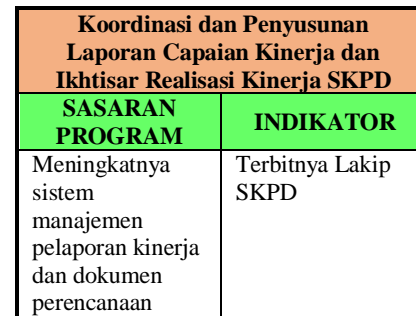 Koordinasi dan Penyusunan
Laporan Capaian Kinerja dan
Ikhtisar Realisasi Kinerja SKPD
SASARAN
PROGRAM
INDIKATOR
Meningkatnya
sistem
manajemen
pelaporan kinerja
dan dokumen
perencanaan
Terbitnya Lakip
SKPD